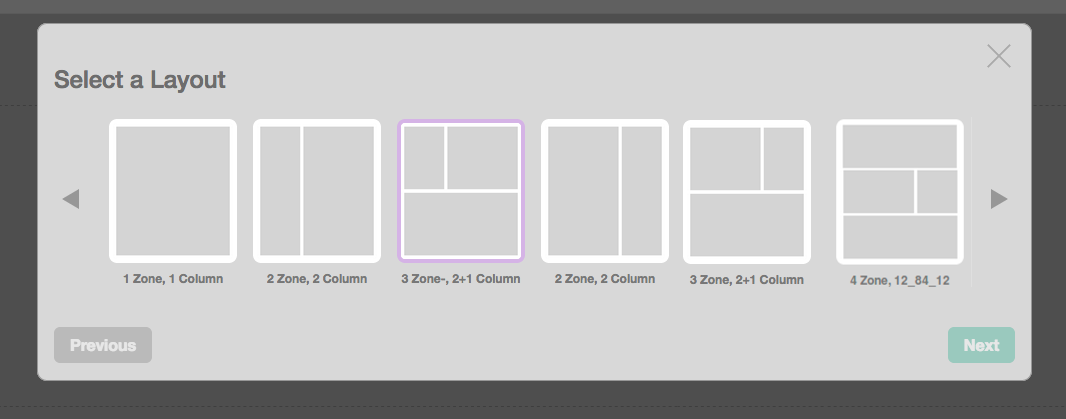 Select a Layout
1 Zone, 1 Column
2 Zone, 2 Column
3 Zone-, 2+1 Column
2 Zone, 2 Column
3 Zone, 2+1 Column
4 Zone, 12_84_12
Previous
Next